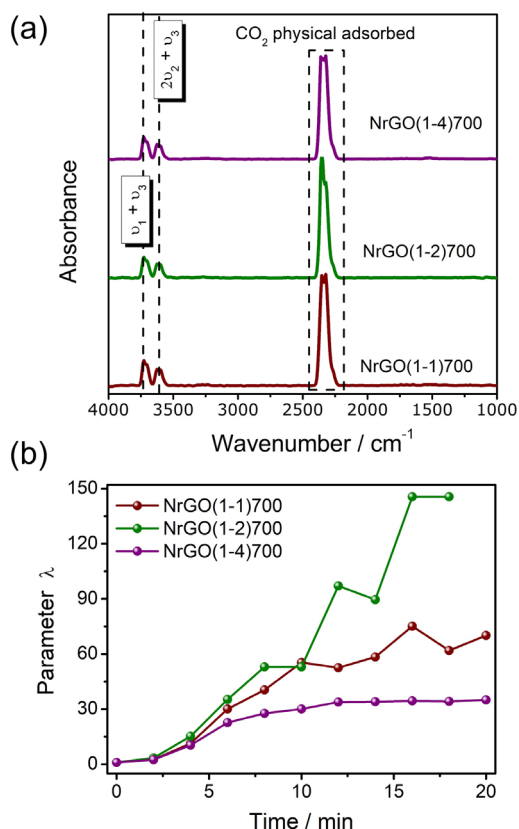 (a)
2υ₂ + υ₃
CO₂ physical adsorbed
NrGO(1-4)700
υ₁ + υ₃
NrGO(1-2)700
NrGO(1-1)700
Absorbance
4000 3500 3000 2500 2000 1500 1000
Wavenumber / cm⁻¹
(b)
150
120
90
60
30
0
NrGO(1-1)700
NrGO(1-2)700
NrGO(1-4)700
Parameter λ
0 5 10 15 20
Time / min